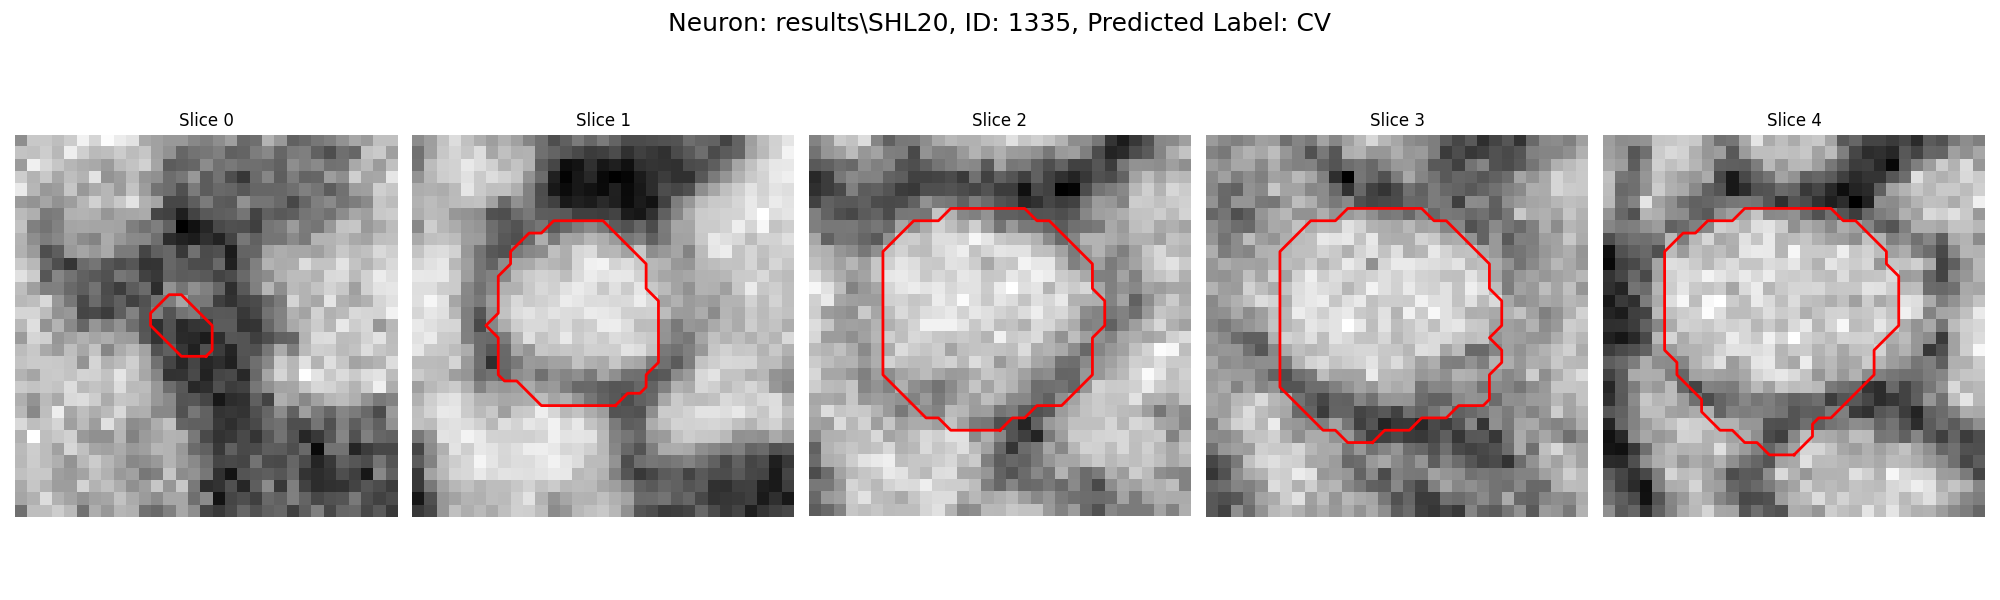 Neuron: results\SHL20, ID: 1335, Predicted Label: CV
Slice 0
Slice 1
Slice 2
Slice 3
Slice 4